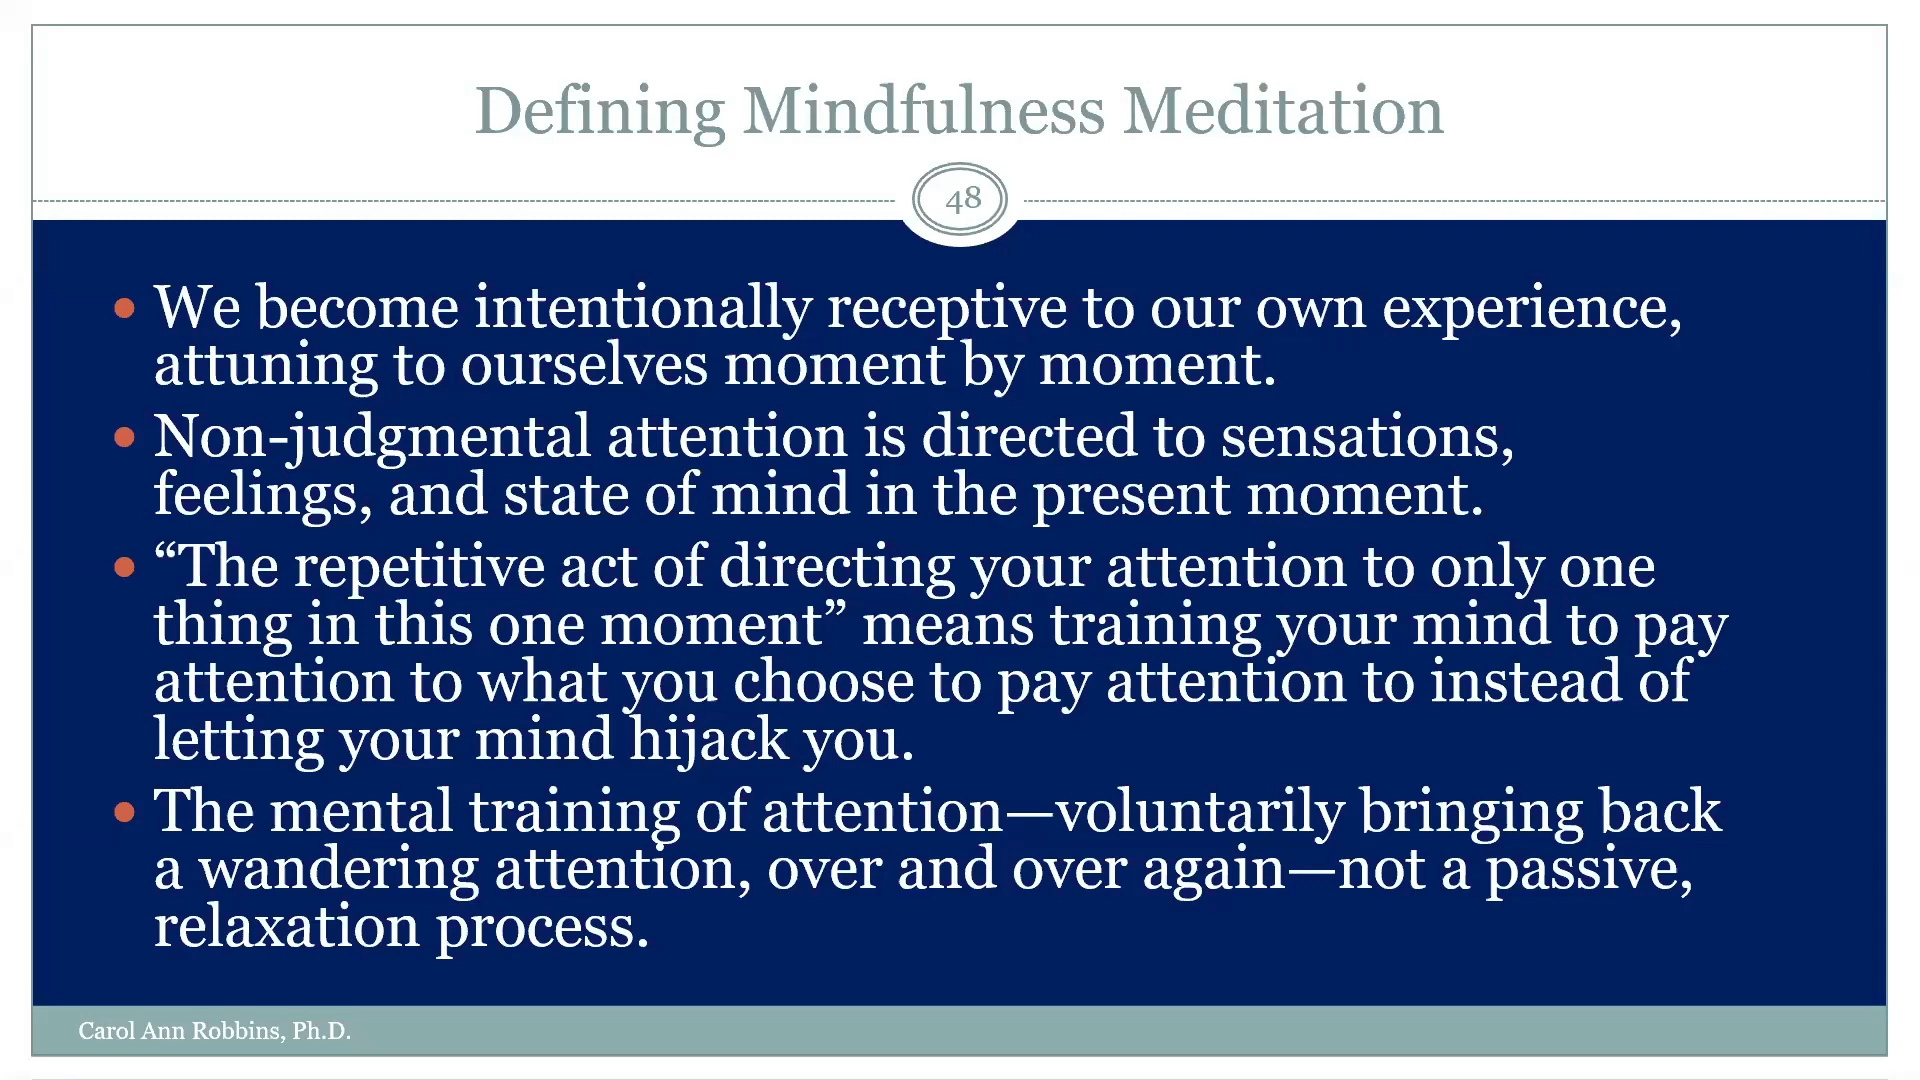 Defining Mindfulness Meditation
48
• We become intentionally receptive to our own experience,
attuning to ourselves moment by moment.
• Non-judgmental attention is directed to sensations,
feelings, and state of mind in the present moment.
• “The repetitive act of directing your attention to only one
thing in this one moment” means training your mind to pay
attention to what you choose to pay attention to instead of
letting your mind hijack you.
• The mental training of attention—voluntarily bringing back
a wandering attention, over and over again—not a passive,
relaxation process.
Carol Ann Robbins, Ph.D.